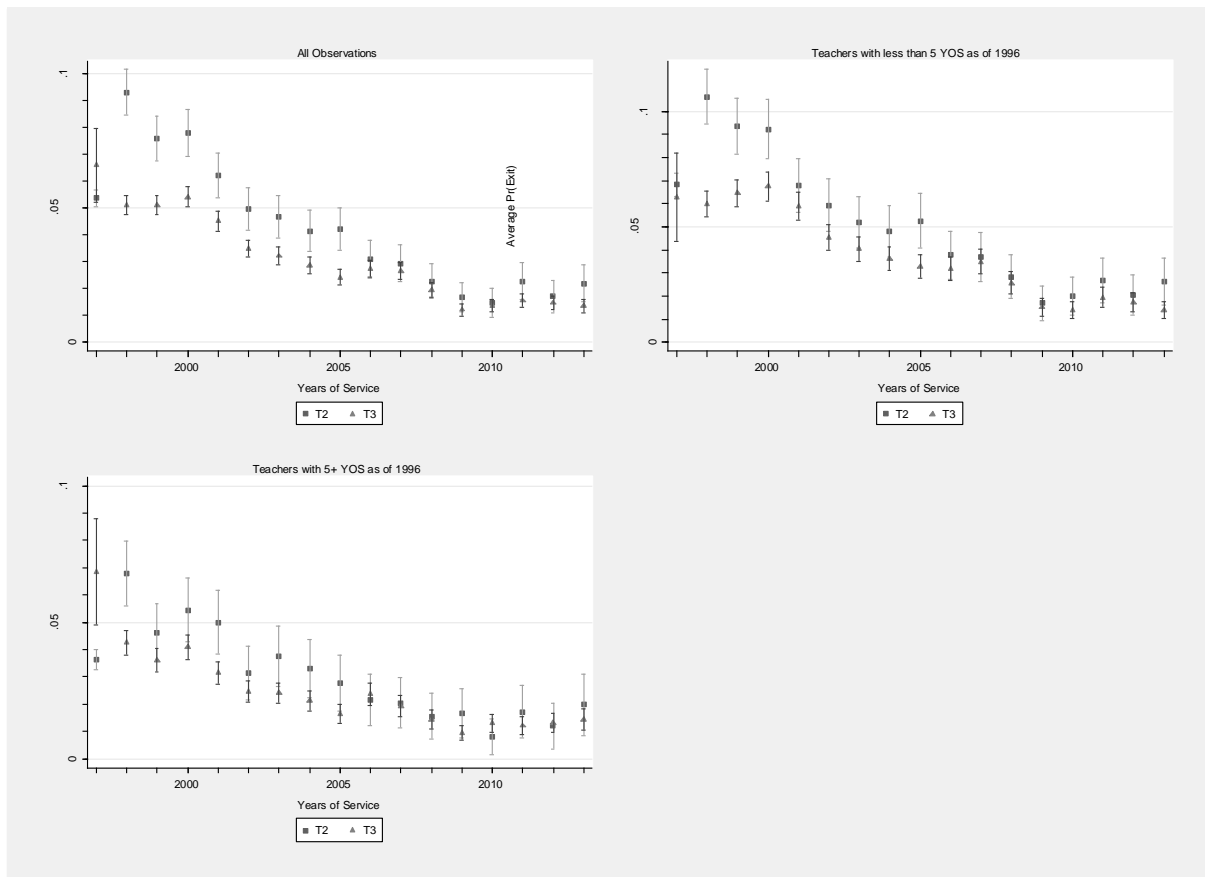 All Observations
.1
.05
0
Average Pr(Exit)
2000 2005 2010
Years of Service
T2 T3
Teachers with less than 5 YOS as of 1996
.1
.05
0
2000 2005 2010
Years of Service
T2 T3
Teachers with 5+ YOS as of 1996
.1
.05
0
2000 2005 2010
Years of Service
T2 T3